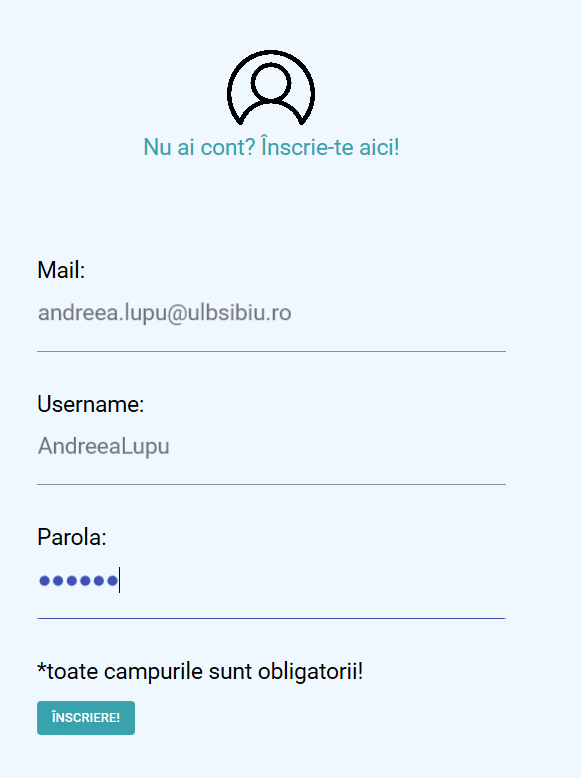 Nu ai cont? Înscrie-te aici!
Mail:
andreea.lupu@ulbsibiu.ro
Username:
AndreeaLupu
Parola:
●●●●●●
*toate campurile sunt obligatorii!
ÎNSCRIERE!